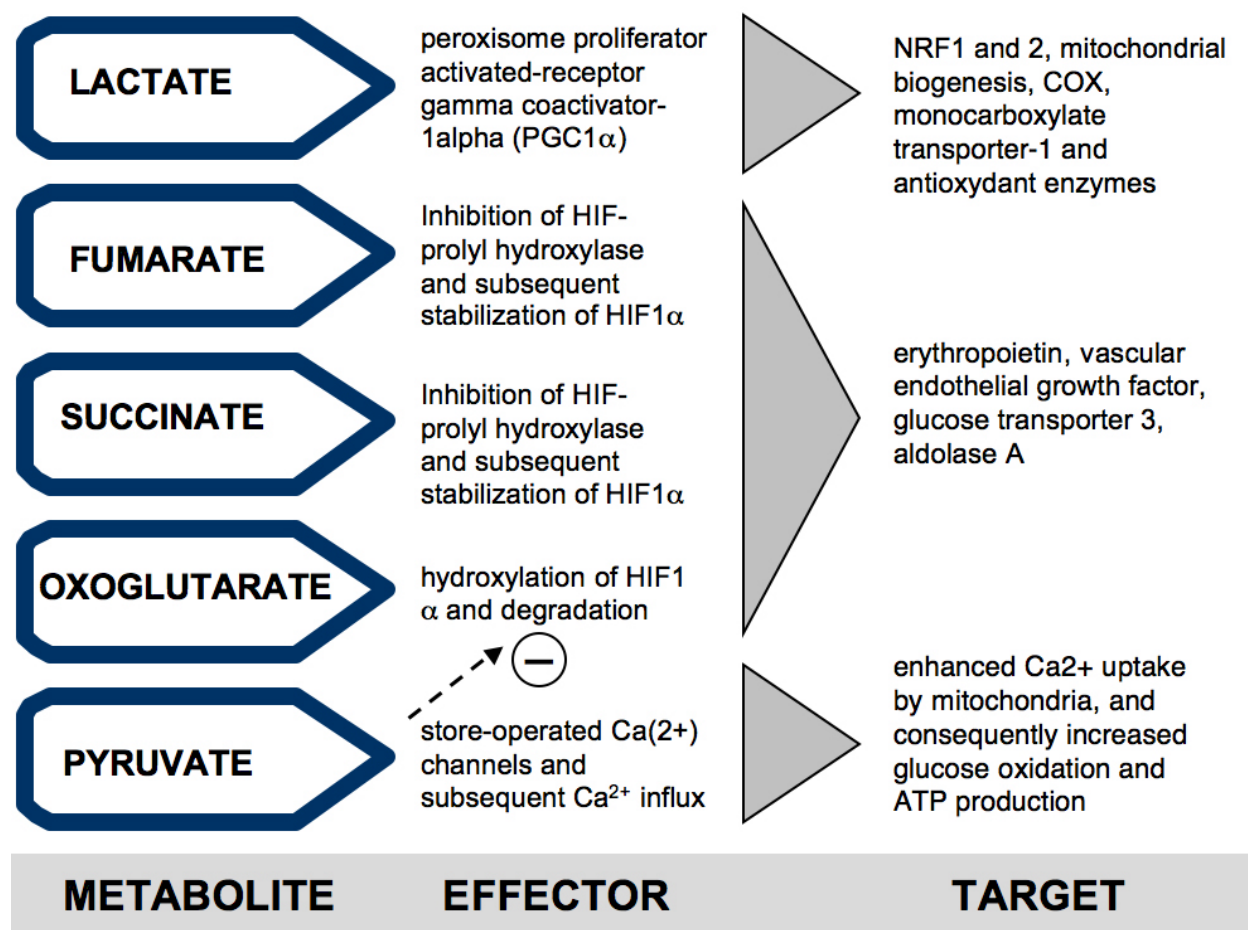 LACTATE
peroxisome proliferator
activated-receptor
gamma coactivator-
1alpha (PGC1α)
NRF1 and 2, mitochondrial
biogenesis, COX,
monocarboxylate
transporter-1 and
antioxydant enzymes
FUMARATE
Inhibition of HIF-
prolyl hydroxylase
and subsequent
stabilization of HIF1α
SUCCINATE
Inhibition of HIF-
prolyl hydroxylase
and subsequent
stabilization of HIF1α
erythropoietin, vascular
endothelial growth factor,
glucose transporter 3,
aldolase A
OXOGLUTARATE
hydroxylation of HIF1
α and degradation
−
PYRUVATE
store-operated Ca(2+)
channels and
subsequent Ca²⁺ influx
enhanced Ca2+ uptake
by mitochondria, and
consequently increased
glucose oxidation and
ATP production
METABOLITE EFFECTOR TARGET